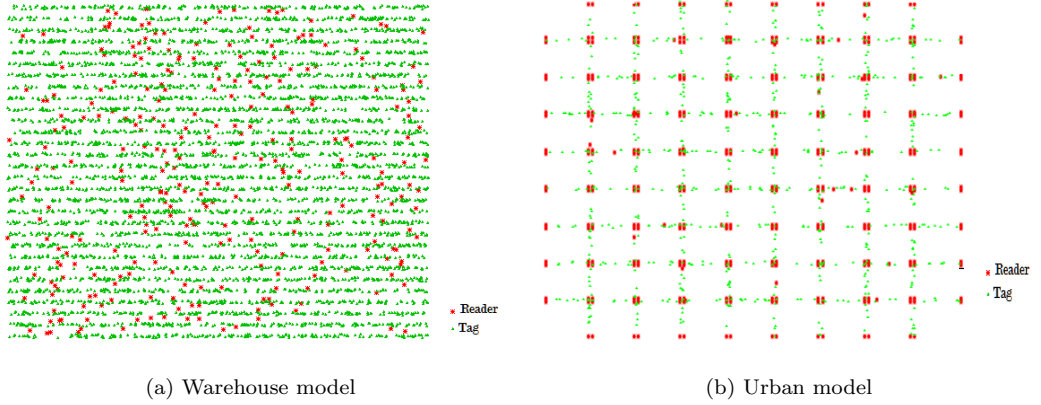 Reader
Tag
Reader
Tag
(a) Warehouse model
(b) Urban model